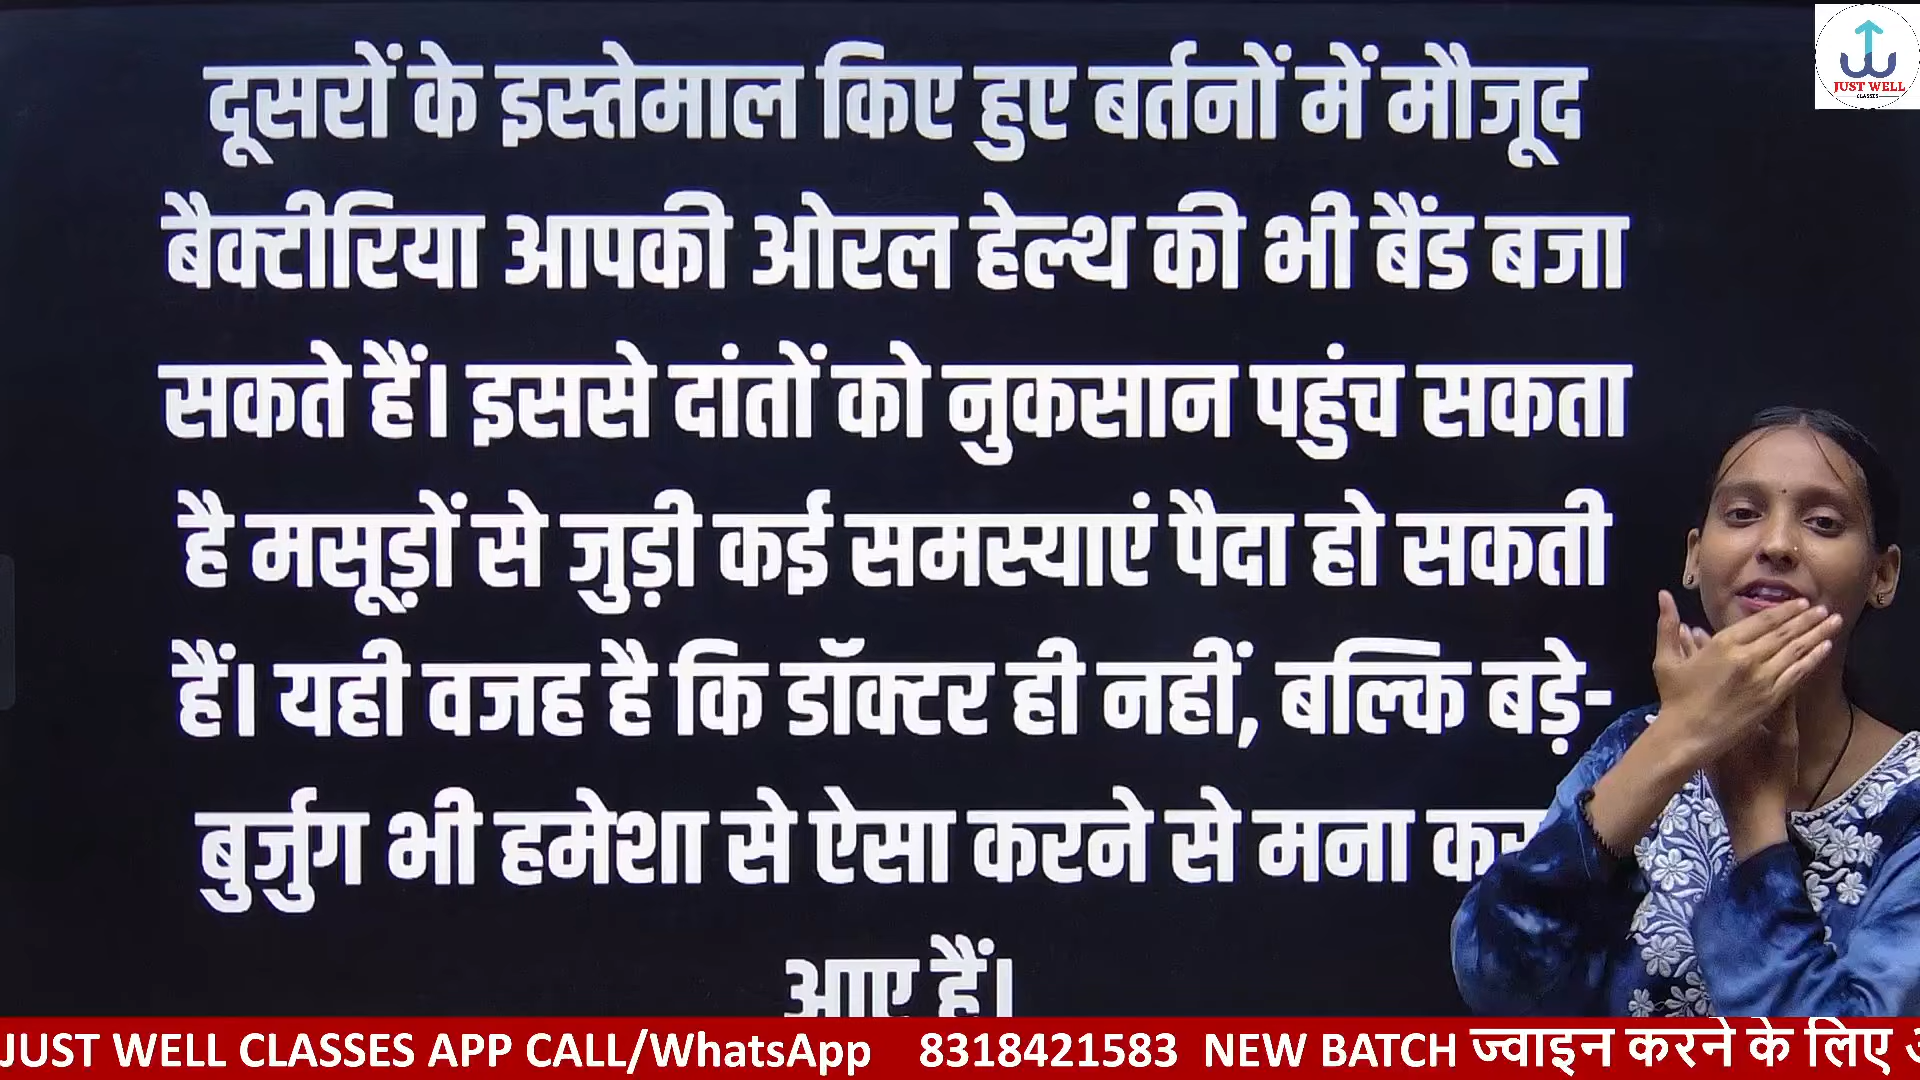 दूसरों के इस्तेमाल किए हुए बर्तनों में मौजूद
बैक्टीरिया आपकी ओरल हेल्थ की भी बैंड बजा
सकते हैं। इससे दांतों को नुकसान पहुंच सकता
है मसूड़ों से जुड़ी कई समस्याएं पैदा हो सकती
हैं। यही वजह है कि डॉक्टर ही नहीं, बल्कि बड़े-
बुर्जुग भी हमेशा से ऐसा करने से मना
आए हैं।
JUST WELL
CLASSES
JUST WELL CLASSES APP CALL/WhatsApp 8318421583 NEW BATCH ज्वाइन करने के लिए